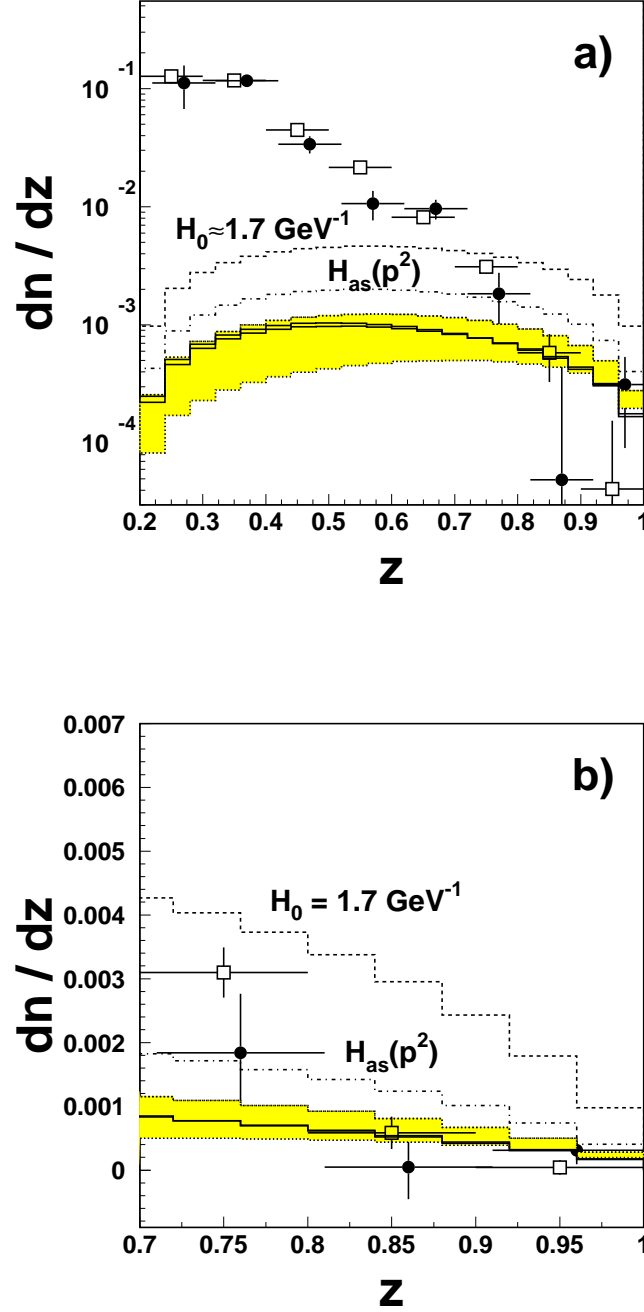 a)
10⁻¹
10⁻²
10⁻³
10⁻⁴
dn / dz
H₀≈1.7 GeV⁻¹
Hₐₛ(p²)
0.2 0.3 0.4 0.5 0.6 0.7 0.8 0.9 1
z
b)
0.007
0.006
0.005
0.004
0.003
0.002
0.001
0
dn / dz
H₀ = 1.7 GeV⁻¹
Hₐₛ(p²)
0.7 0.75 0.8 0.85 0.9 0.95 1
z